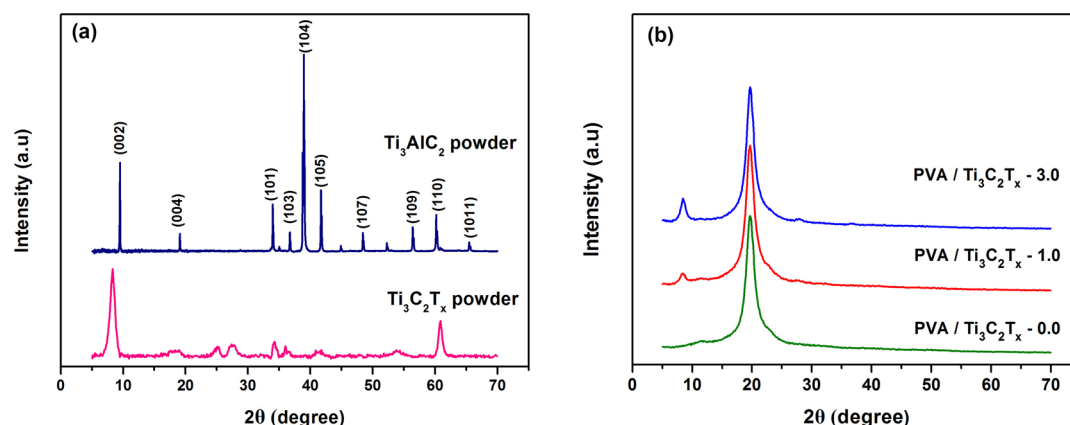 (a)
(002)
(004)
(101)
(103)
(104)
(105)
(107)
(109)
(110)
(1011)
Ti₃AlC₂ powder
Ti₃C₂Tₓ powder
Intensity (a.u)
0 10 20 30 40 50 60 70
2θ (degree)
(b)
PVA / Ti₃C₂Tₓ - 3.0
PVA / Ti₃C₂Tₓ - 1.0
PVA / Ti₃C₂Tₓ - 0.0
Intensity (a.u)
0 10 20 30 40 50 60 70
2θ (degree)